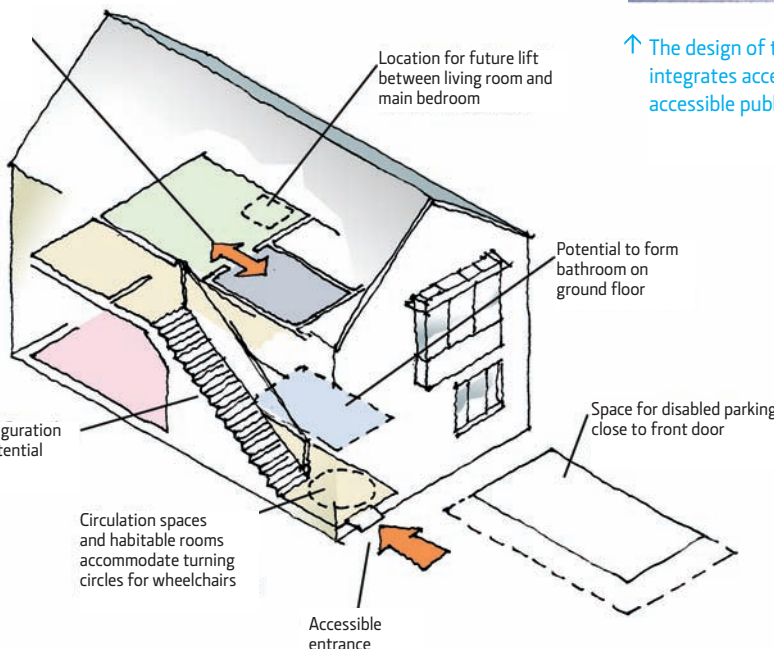 Location for future lift
between living room and
main bedroom
↑ The design of t
integrates acce
accessible publ
Potential to form
bathroom on
ground floor
Space for disabled parking
close to front door
guration
tential
Circulation spaces
and habitable rooms
accommodate turning
circles for wheelchairs
Accessible
entrance